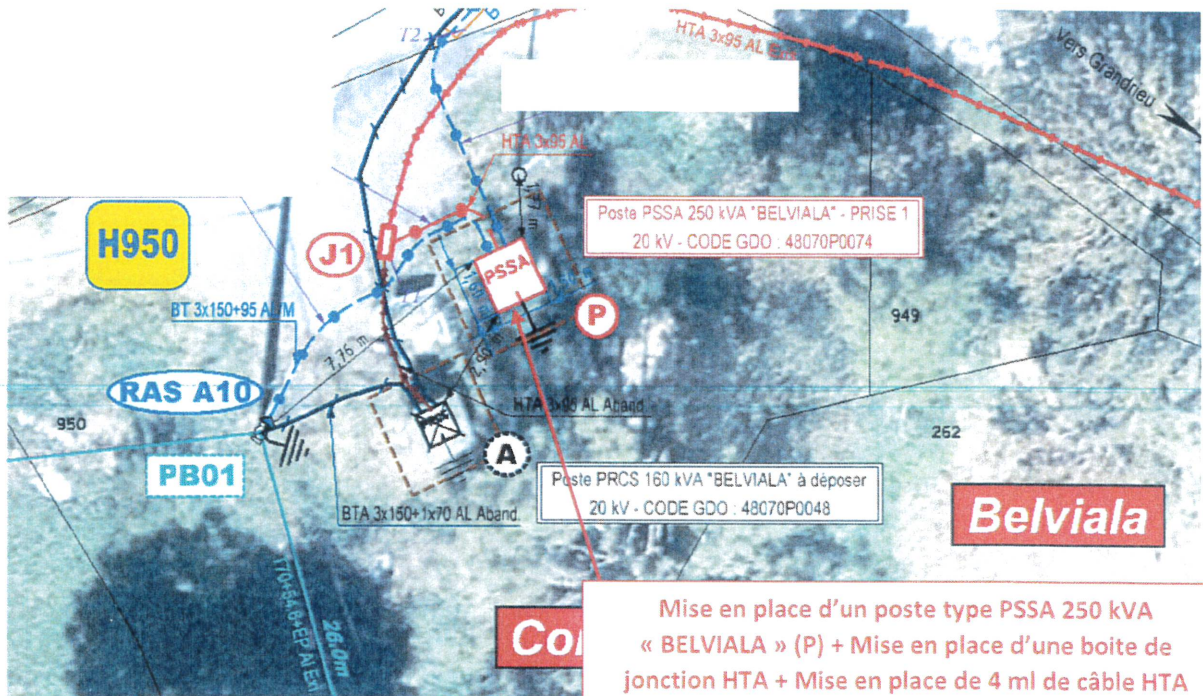 T2
HTA 3x95 AL
Vers Grandrieu
HTA 3x95 AL
H950
J1
Poste PSSA 250 kVA "BELVIALA" - PRISE 1
20 kV - CODE GDO : 48070P0074
PSSA
P
BT 3x150+95 AL/M
7,76 m
949
RAS A10
950
HTA 3x95 AL Aband.
262
PB01
A
Poste PRCS 160 kVA "BELVIALA" à déposer
20 kV - CODE GDO : 48070P0048
BTA 3x150+1x70 AL Aband.
Belviala
26.0m
Mise en place d'un poste type PSSA 250 kVA
« BELVIALA » (P) + Mise en place d'une boite de
jonction HTA + Mise en place de 4 ml de câble HTA